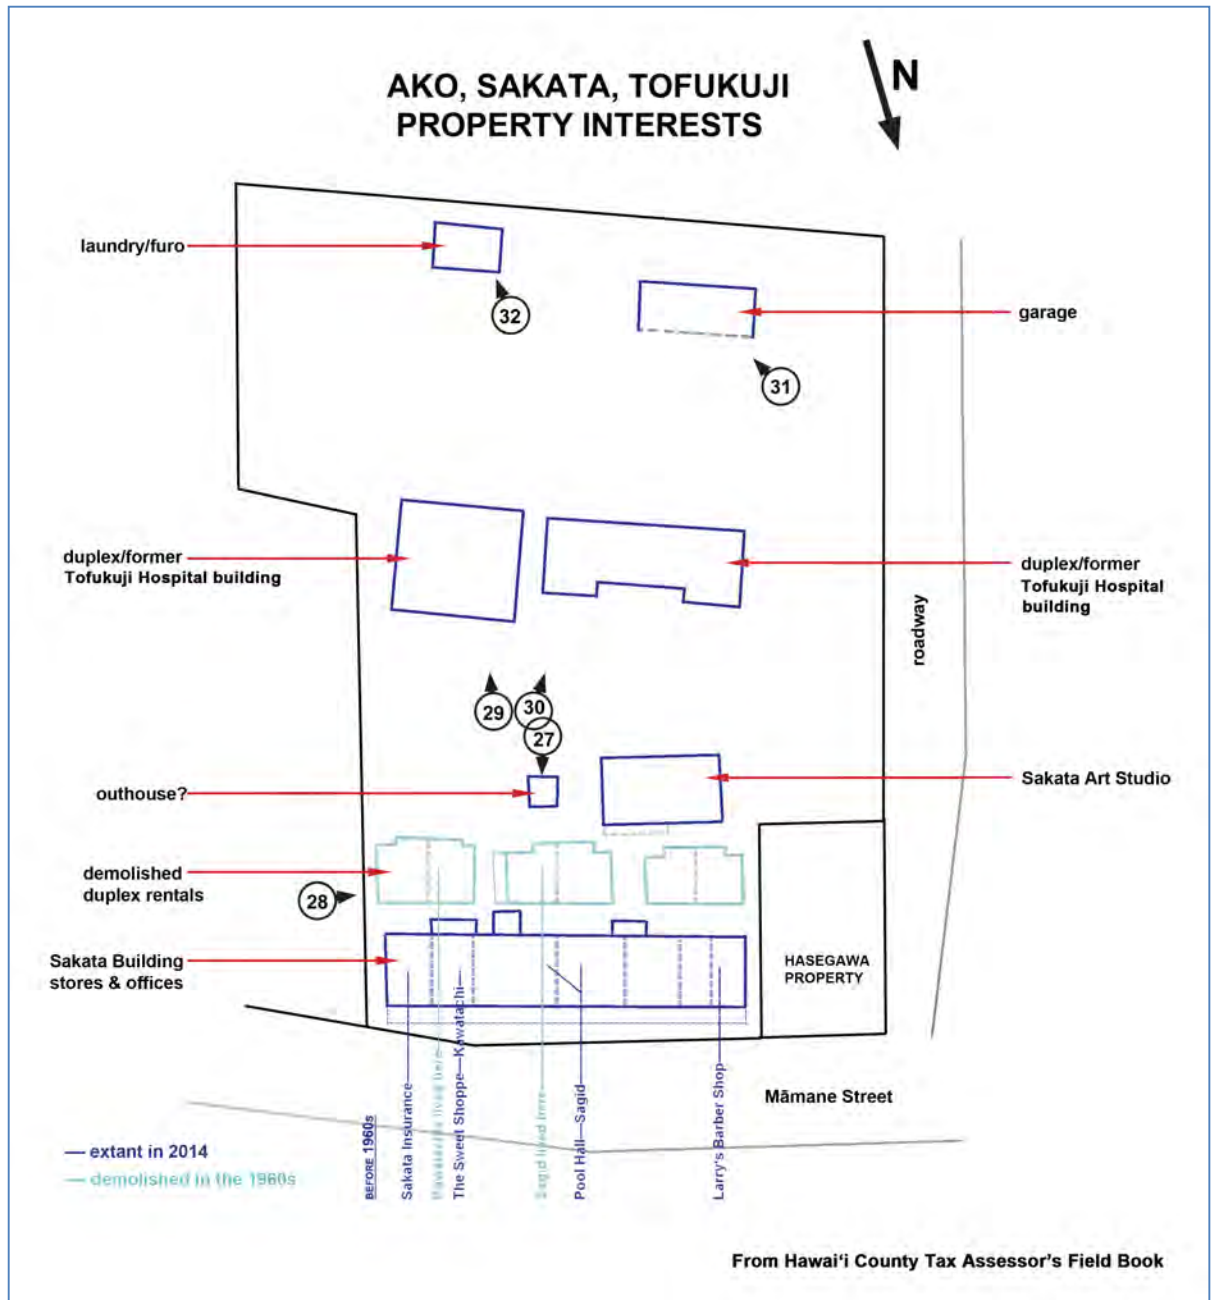 AKO, SAKATA, TOFUKUJI
PROPERTY INTERESTS
N
laundry/furo
32
garage
31
duplex/former
Tofukuji Hospital building
duplex/former
Tofukuji Hospital
building
roadway
29
30
27
outhouse?
Sakata Art Studio
demolished
duplex rentals
28
Sakata Building
stores & offices
HASEGAWA
PROPERTY
Māmane Street
— extant in 2014
— demolished in the 1960s
BEFORE 1960s
Sakata Insurance
lived here
The Sweet Shoppe—Kawatachi
Sagid lived here
Pool Hall—Sagid
Larry's Barber Shop
From Hawaiʻi County Tax Assessor's Field Book